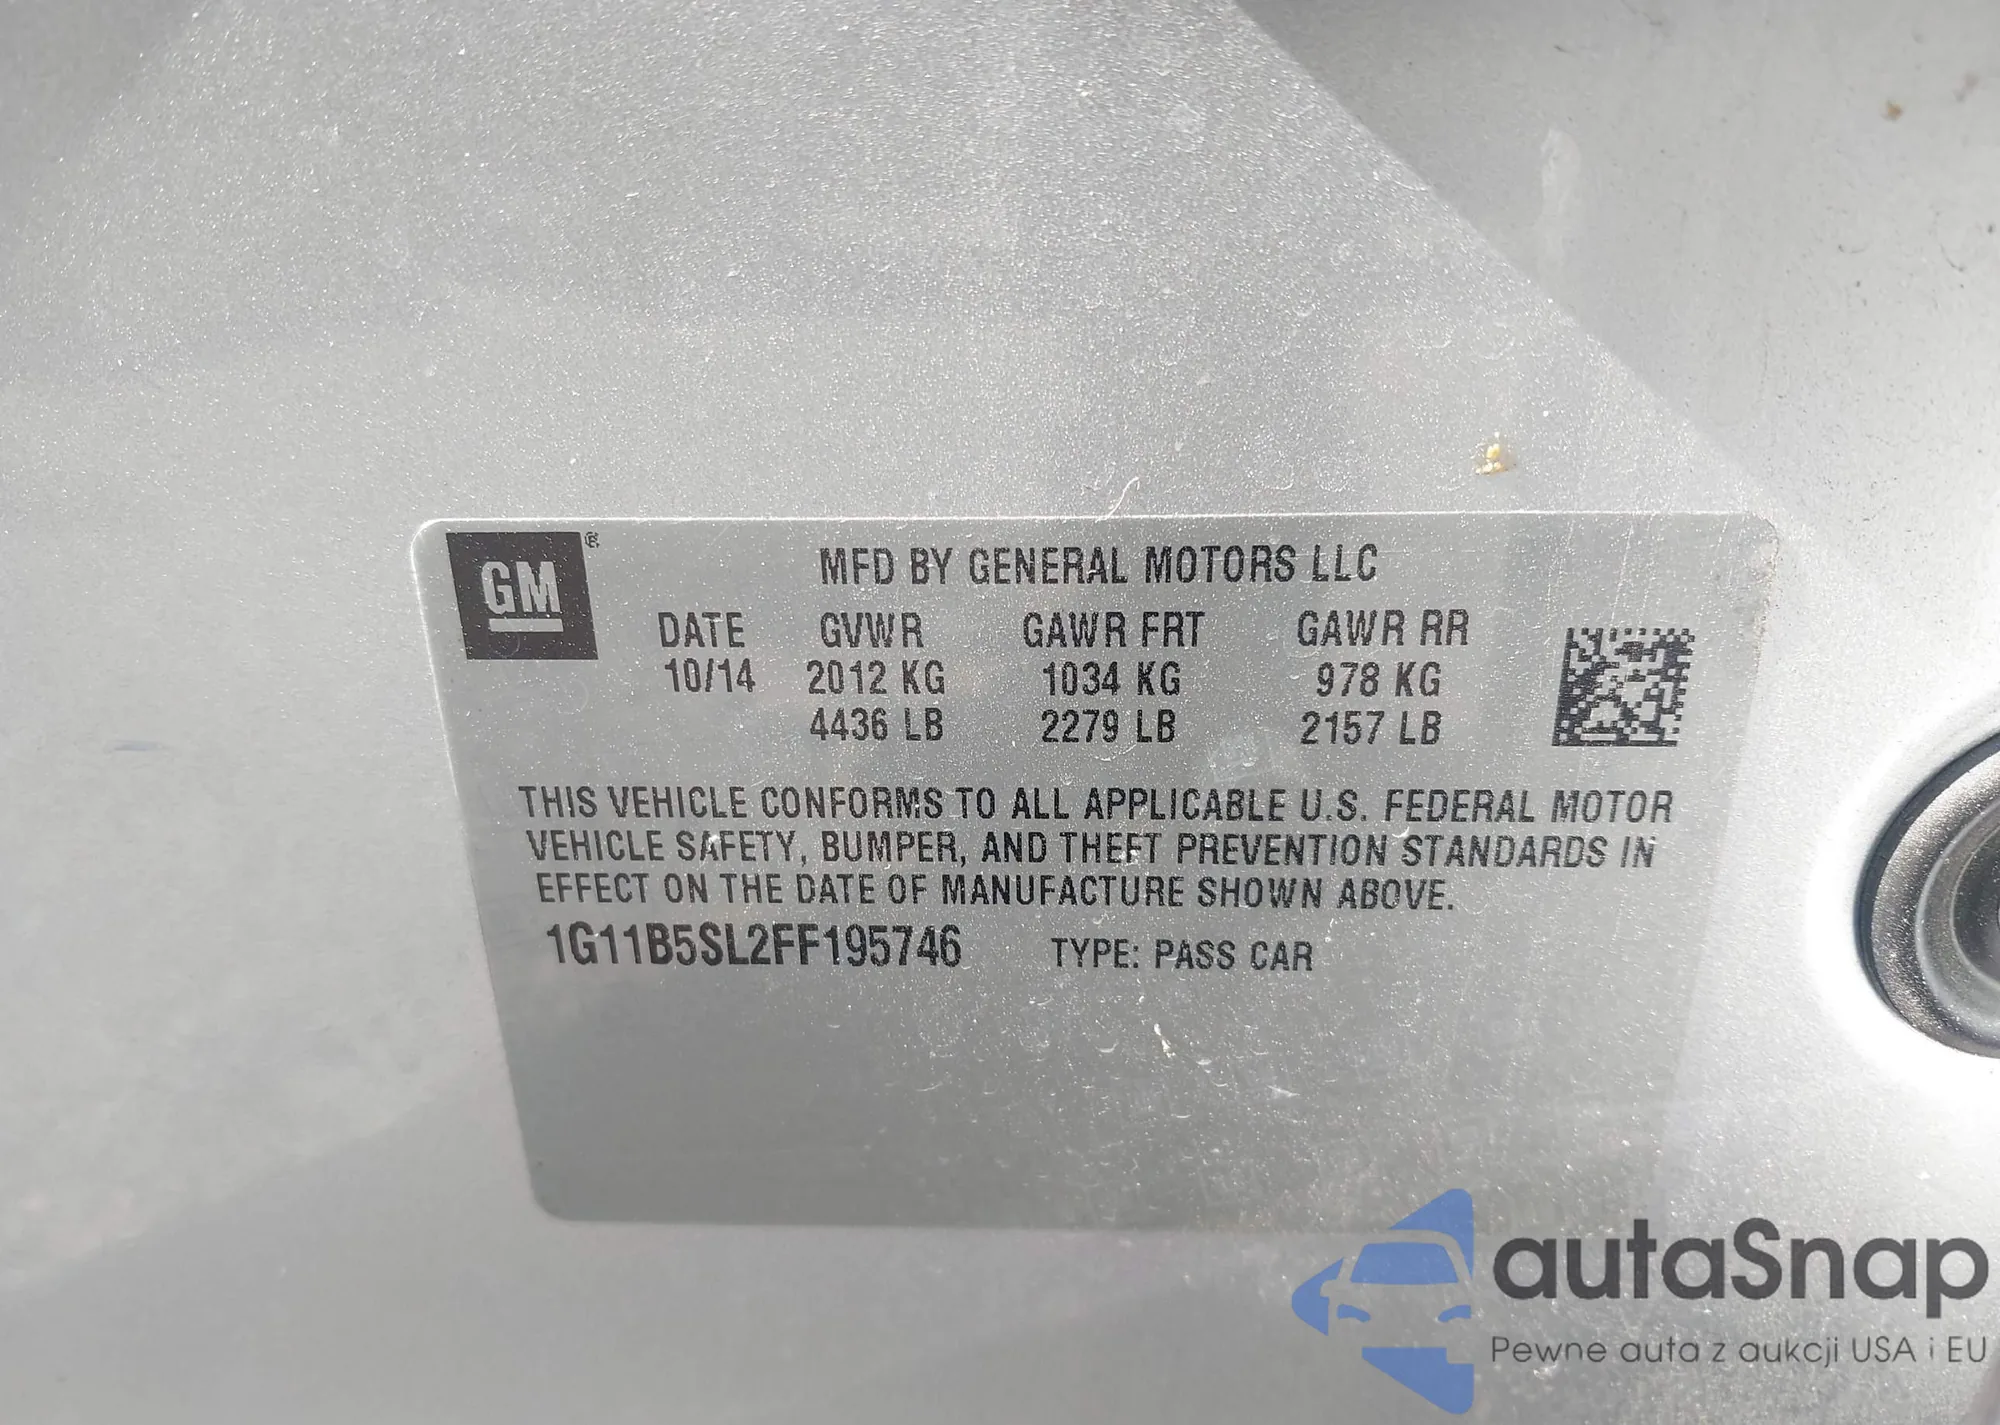 GM ®
MFD BY GENERAL MOTORS LLC
DATE GVWR GAWR FRT GAWR RR
10/14 2012 KG 1034 KG 978 KG
4436 LB 2279 LB 2157 LB
THIS VEHICLE CONFORMS TO ALL APPLICABLE U.S. FEDERAL MOTOR
VEHICLE SAFETY, BUMPER, AND THEFT PREVENTION STANDARDS IN
EFFECT ON THE DATE OF MANUFACTURE SHOWN ABOVE.
1G11B5SL2FF195746 TYPE: PASS CAR
autaSnap
Pewne auta z aukcji USA i EU